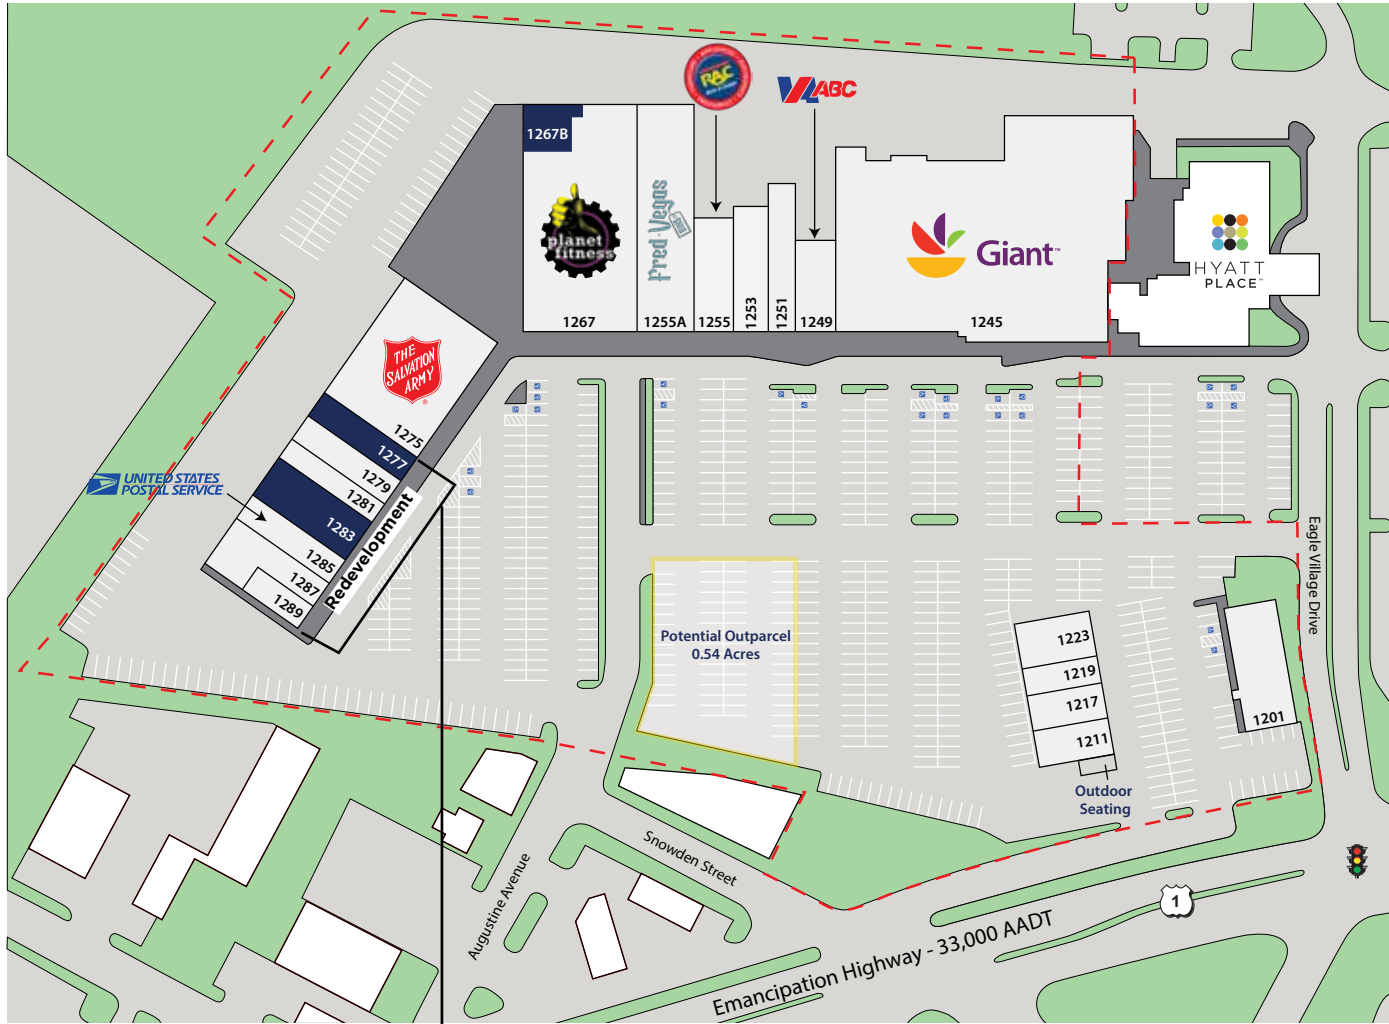 RAC
ABC
1267B
planet
fitness
Fred Vegas
Giant
HYATT
PLACE
1267
1255A
1255
1253
1251
1249
1245
THE
SALVATION
ARMY
1275
1277
1279
1281
1283
1285
1287
1289
UNITED STATES
POSTAL SERVICE
Redevelopment
Potential Outparcel
0.54 Acres
1223
1219
1217
1211
Outdoor
Seating
1201
Eagle Village Drive
Snowden Street
Augustine Avenue
Emancipation Highway - 33,000 AADT
1